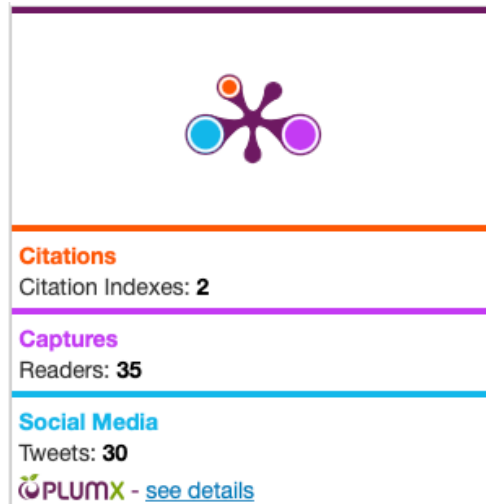 Citations
Citation Indexes: 2
Captures
Readers: 35
Social Media
Tweets: 30
PLUMX - see details